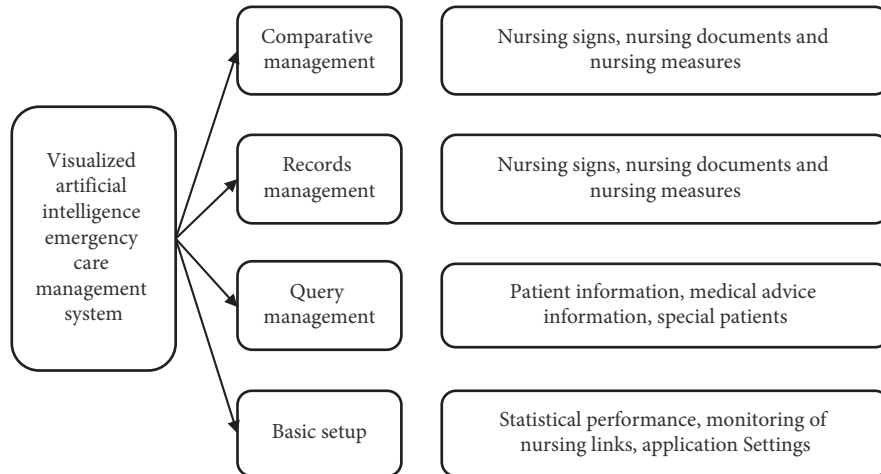 Visualized
artificial
intelligence
emergency
care
management
system
Comparative
management
Nursing signs, nursing documents and
nursing measures
Records
management
Nursing signs, nursing documents and
nursing measures
Query
management
Patient information, medical advice
information, special patients
Basic setup
Statistical performance, monitoring of
nursing links, application Settings